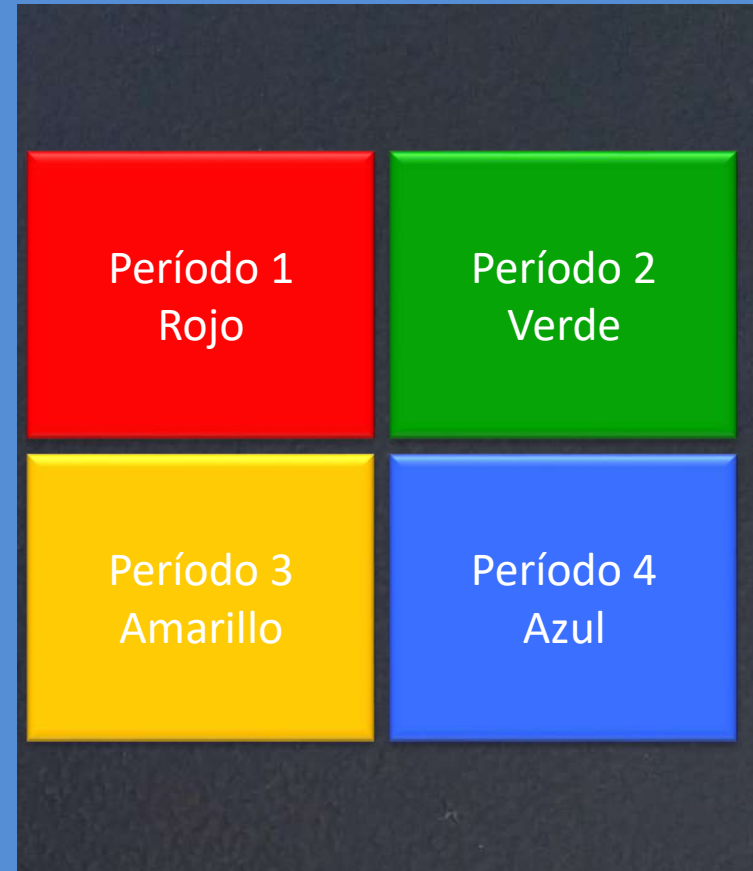 Período 1
Rojo
Período 2
Verde
Período 3
Amarillo
Período 4
Azul